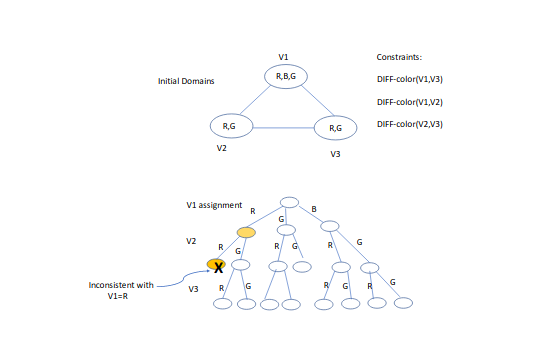 V1
Constraints:
Initial Domains
R,B,G
DIFF-color(V1,V3)
DIFF-color(V1,V2)
R,G
R,G
DIFF-color(V2,V3)
V2
V3
V1 assignment
R
G
B
V2
R
G
R
G
R
G
X
Inconsistent with
V1=R
V3
R
G
R
G
R
G